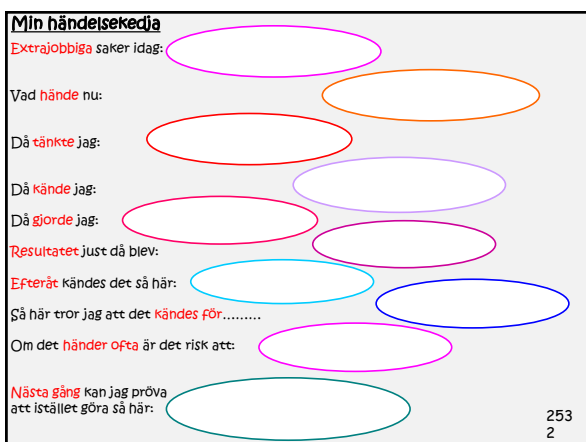 Min händelsekedja
Extrajobbiga saker idag:
Vad hände nu:
Då tänkte jag:
Då kände jag:
Då gjorde jag:
Resultatet just då blev:
Efteråt kändes det så här:
Så här tror jag att det kändes för.........
Om det händer ofta är det risk att:
Nästa gång kan jag pröva
att istället göra så här:
253
2